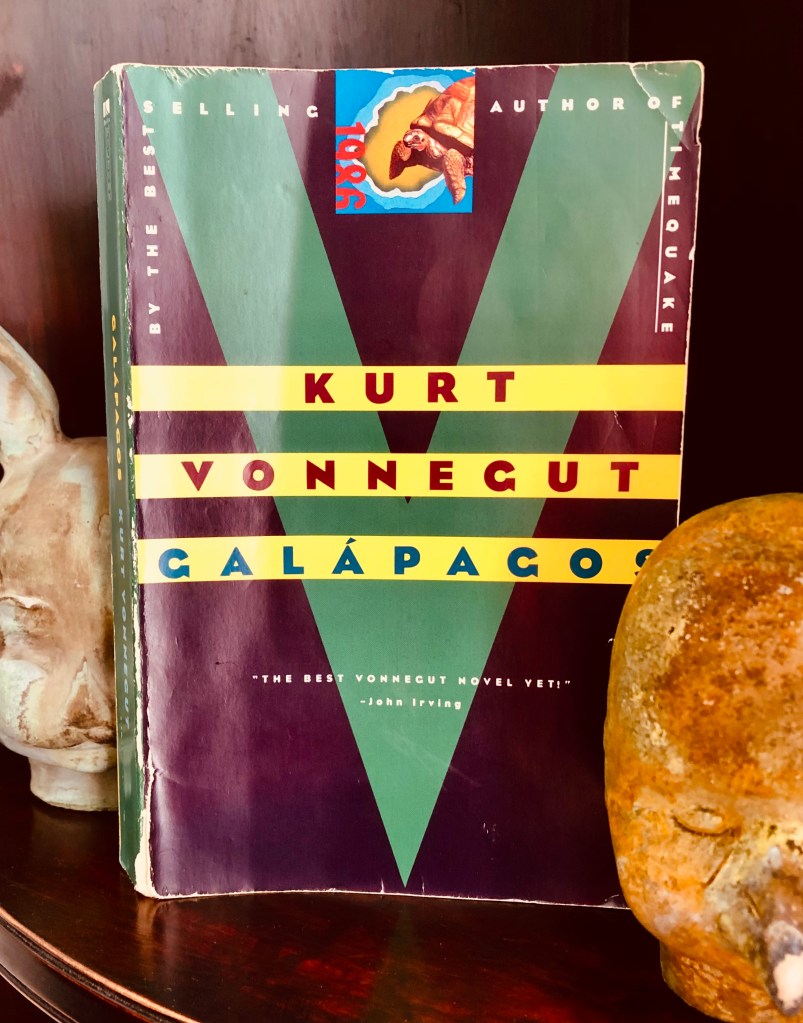 BY THE BEST
SELLING
1986
AUTHOR OF
TIMEQUAKE
KURT
VONNEGUT
GALÁPAGOS
"THE BEST VONNEGUT NOVEL YET!"
–John Irving
GALÁPAGOS KURT VONNEGUT